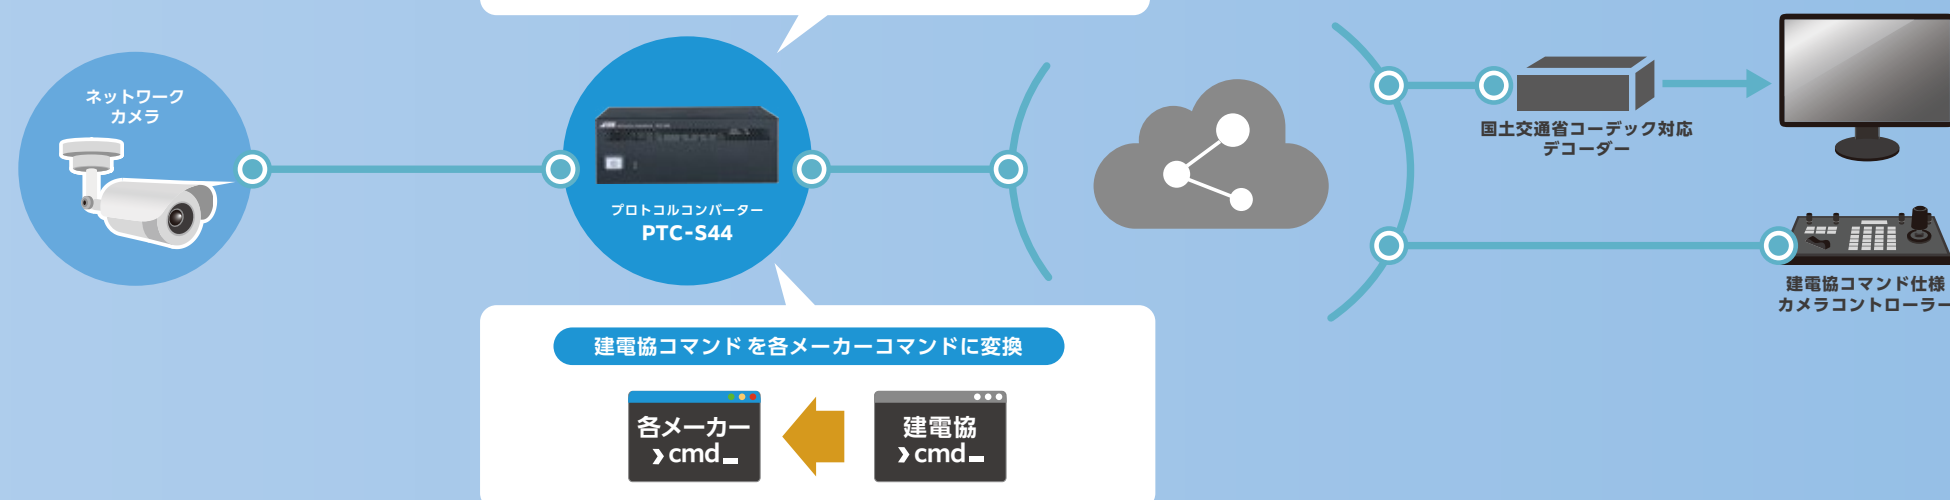 ネットワーク
カメラ
プロトコルコンバーター
PTC-S44
国土交通省コーデック対応
デコーダー
建電協コマンド仕様
カメラコントローラー
建電協コマンドを各メーカーコマンドに変換
各メーカー
❯cmd_
建電協
❯cmd_